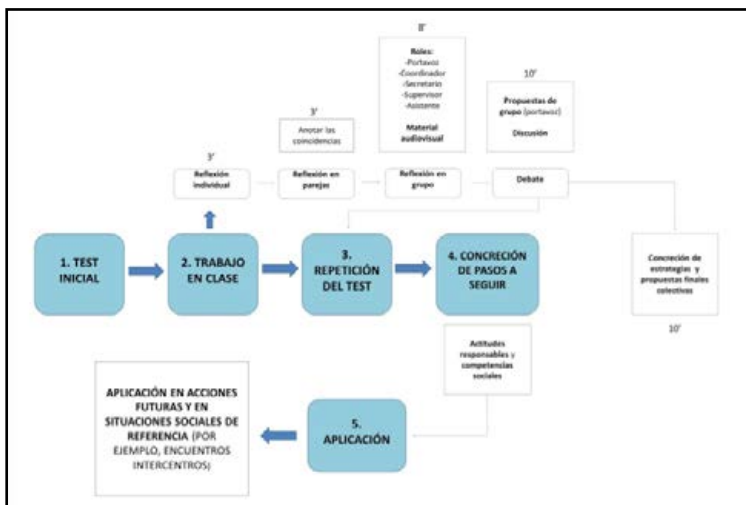 8'
Roles:
-Portavoz
-Coordinador
-Secretario
-Supervisor
-Asistente
Material
audiovisual
10'
Propuestas de
grupo (portavoz)
Discusión
3'
Anotar las
coincidencias
3'
Reflexión
individual
Reflexión en
parejas
Reflexión en
grupo
Debate
1. TEST
INICIAL
2. TRABAJO
EN CLASE
3.
REPETICIÓN
DEL TEST
4. CONCRECIÓN
DE PASOS A
SEGUIR
Concreción de
estrategias y
propuestas finales
colectivas
10'
Actitudes
responsables y
competencias
sociales
5.
APLICACIÓN
APLICACIÓN EN ACCIONES
FUTURAS Y EN
SITUACIONES SOCIALES DE
REFERENCIA (POR
EJEMPLO, ENCUENTROS
INTERCENTROS)